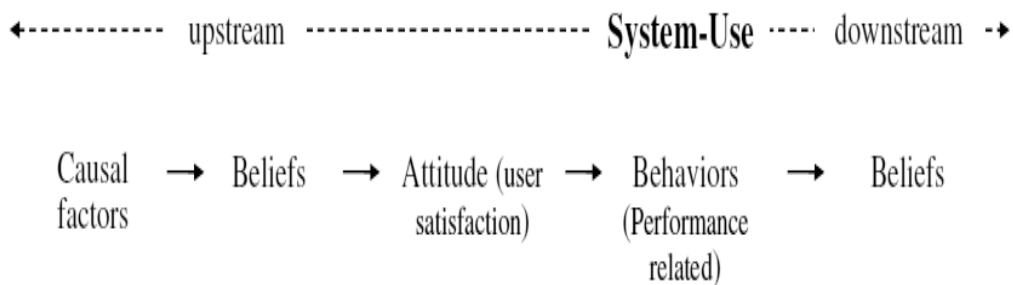 upstream System-Use downstream
Causal factors
Beliefs
Attitude (user satisfaction)
Behaviors (Performance related)
Beliefs